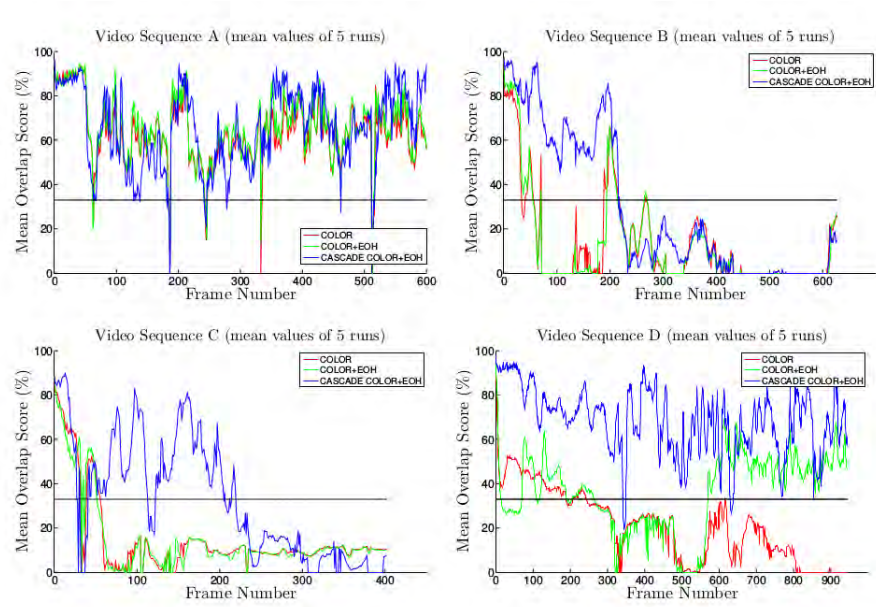 Video Sequence A (mean values of 5 runs)
Mean Overlap Score (%)
100
80
60
40
20
0
0 100 200 300 400 500 600
Frame Number
COLOR
COLOR+EOH
CASCADE COLOR+EOH
Video Sequence B (mean values of 5 runs)
Mean Overlap Score (%)
100
80
60
40
20
0
0 100 200 300 400 500 600
Frame Number
COLOR
COLOR+EOH
CASCADE COLOR+EOH
Video Sequence C (mean values of 5 runs)
Mean Overlap Score (%)
100
80
60
40
20
0
0 100 200 300 400
Frame Number
COLOR
COLOR+EOH
CASCADE COLOR+EOH
Video Sequence D (mean values of 5 runs)
Mean Overlap Score (%)
100
80
60
40
20
0
0 100 200 300 400 500 600 700 800 900
Frame Number
COLOR
COLOR+EOH
CASCADE COLOR+EOH